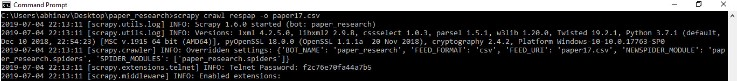 Command Prompt
C:\Users\abhinav\Desktop\paper_research>scrapy crawl respap -o paper17.csv
2019-07-04 22:13:11 [scrapy.utils.log] INFO: Scrapy 1.6.0 started (bot: paper_research)
2019-07-04 22:13:11 [scrapy.utils.log] INFO: Versions: lxml 4.2.5.0, libxml2 2.9.8, cssselect 1.0.3, parsel 1.5.1, w3lib 1.20.0, Twisted 19.2.1, Python 3.7.1 (default,
Dec 10 2018, 22:54:23) [MSC v.1915 64 bit (AMD64)], pyOpenSSL 18.0.0 (OpenSSL 1.1.1a  20 Nov 2018), cryptography 2.4.2, Platform Windows-10-10.0.17763-SP0
2019-07-04 22:13:11 [scrapy.crawler] INFO: Overridden settings: {'BOT_NAME': 'paper_research', 'FEED_FORMAT': 'csv', 'FEED_URI': 'paper17.csv', 'NEWSPIDER_MODULE': 'pap
er_research.spiders', 'SPIDER_MODULES': ['paper_research.spiders']}
2019-07-04 22:13:11 [scrapy.extensions.telnet] INFO: Telnet Password: f2c76e70fa44a7b5
2019-07-04 22:13:11 [scrapy.middleware] INFO: Enabled extensions: